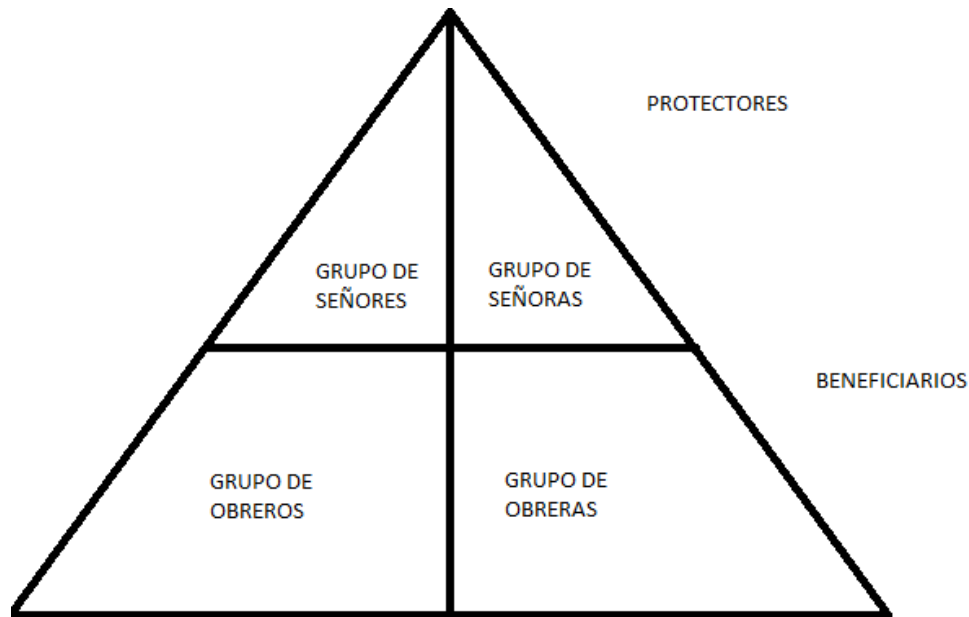 PROTECTORES
GRUPO DE
SEÑORES
GRUPO DE
SEÑORAS
BENEFICIARIOS
GRUPO DE
OBREROS
GRUPO DE
OBRERAS